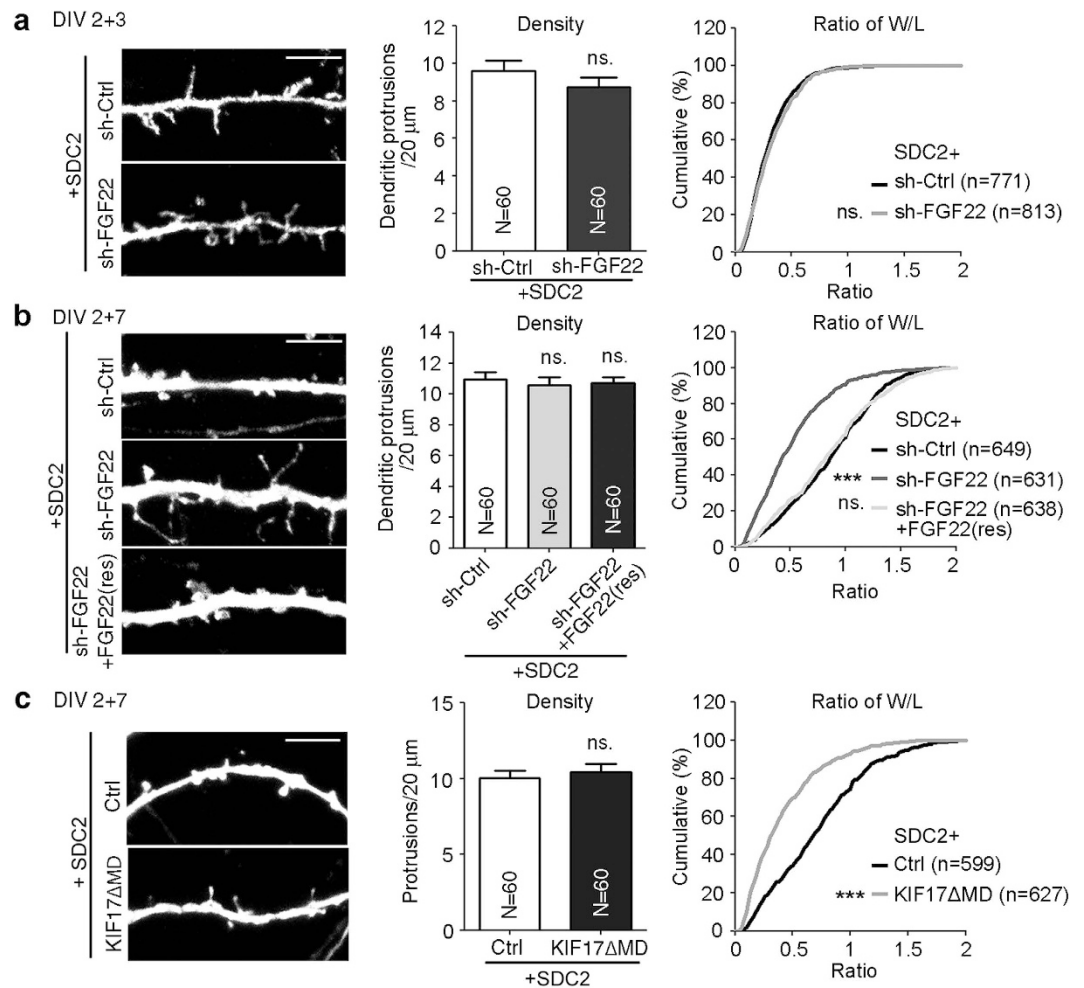 a DIV 2+3
+SDC2
sh-Ctrl
sh-FGF22
Density
Dendritic protrusions
/20 μm
12
10
8
6
4
2
0
ns.
N=60
N=60
sh-Ctrl sh-FGF22
+SDC2
Ratio of W/L
Cumulative (%)
120
100
80
60
40
20
0
SDC2+
sh-Ctrl (n=771)
ns. sh-FGF22 (n=813)
0 0.5 1 1.5 2
Ratio
b DIV 2+7
+SDC2
sh-Ctrl
sh-FGF22
sh-FGF22
+FGF22(res)
Density
Dendritic protrusions
/20 μm
14
12
10
8
6
4
2
0
ns. ns.
N=60
N=60
N=60
sh-Ctrl
sh-FGF22
sh-FGF22
+FGF22(res)
+SDC2
Ratio of W/L
Cumulative (%)
120
100
80
60
40
20
0
SDC2+
sh-Ctrl (n=649)
*** sh-FGF22 (n=631)
ns. sh-FGF22 (n=638)
+FGF22(res)
0 0.5 1 1.5 2
Ratio
c DIV 2+7
+ SDC2
Ctrl
KIF17ΔMD
Density
Protrusions/20 μm
15
10
5
0
ns.
N=60
N=60
Ctrl KIF17ΔMD
+SDC2
Ratio of W/L
Cumulative (%)
120
100
80
60
40
20
0
SDC2+
Ctrl (n=599)
*** KIF17ΔMD (n=627)
0 0.5 1 1.5 2
Ratio